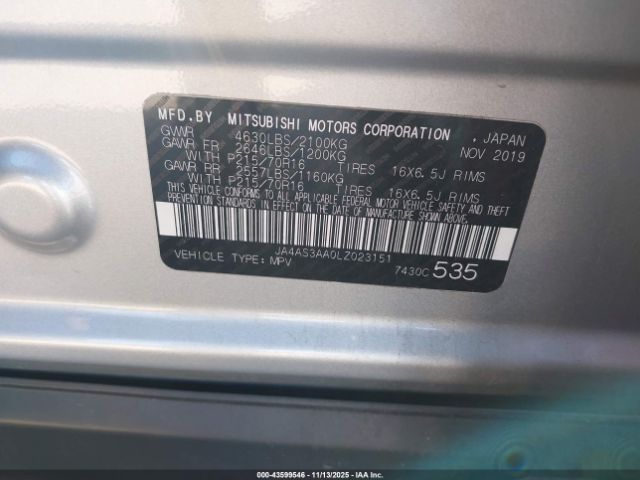 MFD.BY MITSUBISHI MOTORS CORPORATION , JAPAN
GVWR 4630LBS/2100KG NOV 2019
GAWR FR 2646LBS/1200KG
WITH P215/70R16 TIRES 16X6.5J RIMS
GAWR RR 2557LBS/1160KG
WITH P215/70R16 TIRES 16X6.5J RIMS
THIS VEHICLE CONFORMS TO ALL APPLICABLE FEDERAL MOTOR VEHICLE SAFETY AND THEFT
PREVENTION STANDARDS IN EFFECT ON THE DATE OF MANUFACTURE SHOWN ABOVE.
JA4AS3AA0LZ023151
VEHICLE TYPE: MPV 7430C 535
000-43599546 - 11/13/2025 - © 2025 IAA Inc.